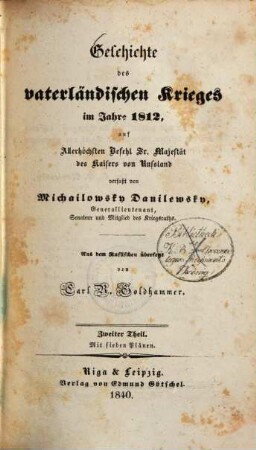 Geschichte
des
vaterländischen Krieges
im Jahre 1812,
auf
Allerhöchsten Befehl Sr. Majestät
des Kaisers von Russland
verfaßt von
Michailowsky Danilewsky,
Generallieutenant,
Senateur und Mitglied des Kriegsraths.
Aus dem Russischen übersetzt
von
Carl R. Goldhammer.
Zweiter Theil.
Mit sieben Plänen.
Riga & Leipzig.
Verlag von Edmund Götschel.
1840.
Bibliothek